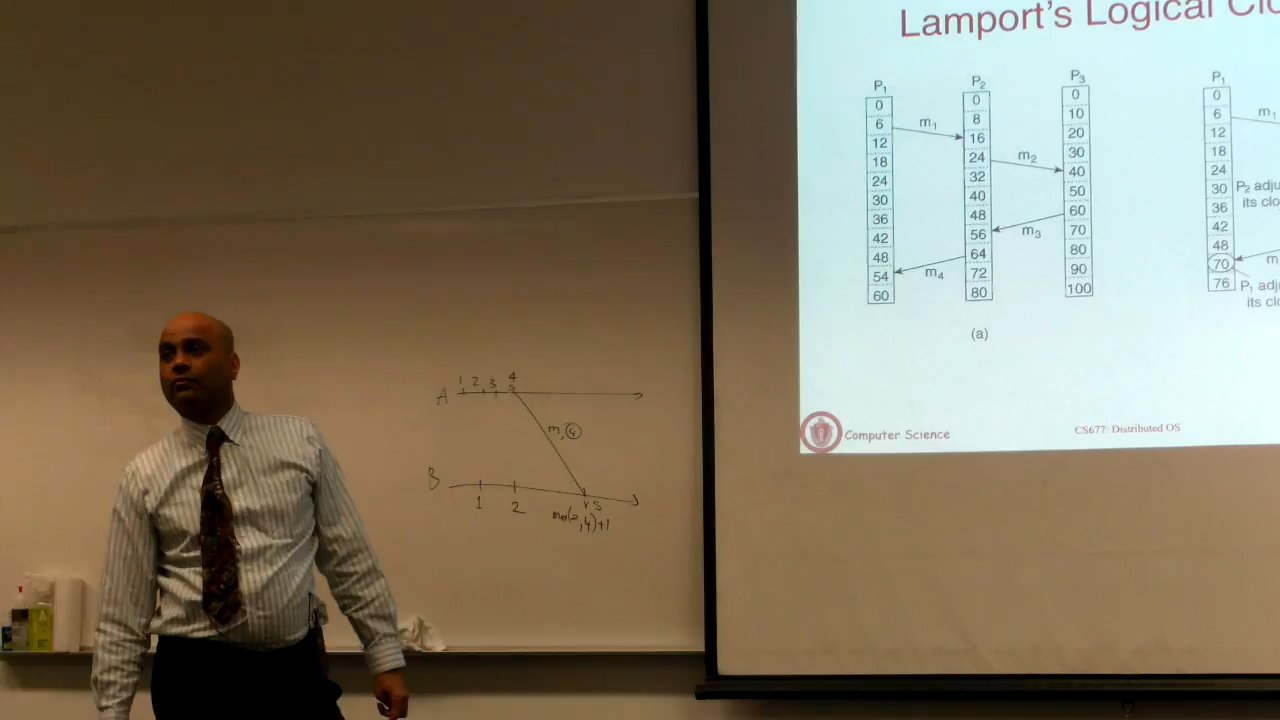 Lamport's Logical Clo
P1
P2
P3
P1
0 0 0 0
6 8 10 6
12 16 20 12
18 24 30 18
24 32 40 24
30 40 50 30
36 48 60 36
42 56 70 42
48 64 80 48
54 72 90 70
60 80 100 76
m1
m2
m3
m4
m1
P2 adju
its clo
m
P1 adj
its clo
(a)
Computer Science
CS677: Distributed OS
1 2 3 4
A
S
m, 4
B
1 2
r 5
max(2,4)+1